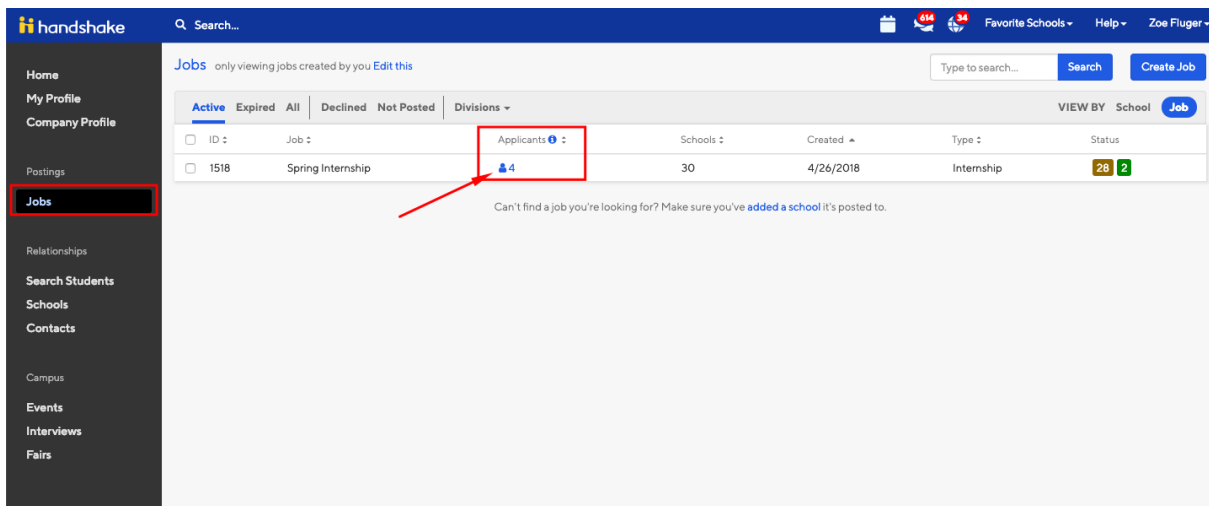 handshake
Search...
614
34
Favorite Schools
Help
Zoe Fluger
Home
My Profile
Company Profile
Postings
Jobs
Relationships
Search Students
Schools
Contacts
Campus
Events
Interviews
Fairs
Jobs only viewing jobs created by you Edit this
Type to search...
Search
Create Job
Active Expired All Declined Not Posted Divisions
VIEW BY School Job
ID Job Applicants Schools Created Type Status
1518 Spring Internship 4 30 4/26/2018 Internship 28 2
Can't find a job you're looking for? Make sure you've added a school it's posted to.